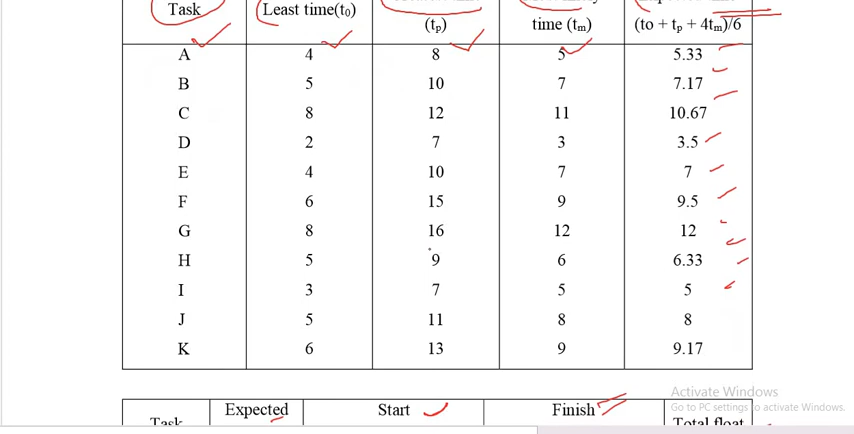 Task Least time(t0)
(tp) time (tm) (to + tp + 4tm)/6
A 4 8 5 5.33
B 5 10 7 7.17
C 8 12 11 10.67
D 2 7 3 3.5
E 4 10 7 7
F 6 15 9 9.5
G 8 16 12 12
H 5 9 6 6.33
I 3 7 5 5
J 5 11 8 8
K 6 13 9 9.17
Activate Windows
Go to PC settings to activate Windows.
Expected Start Finish
Task Total float